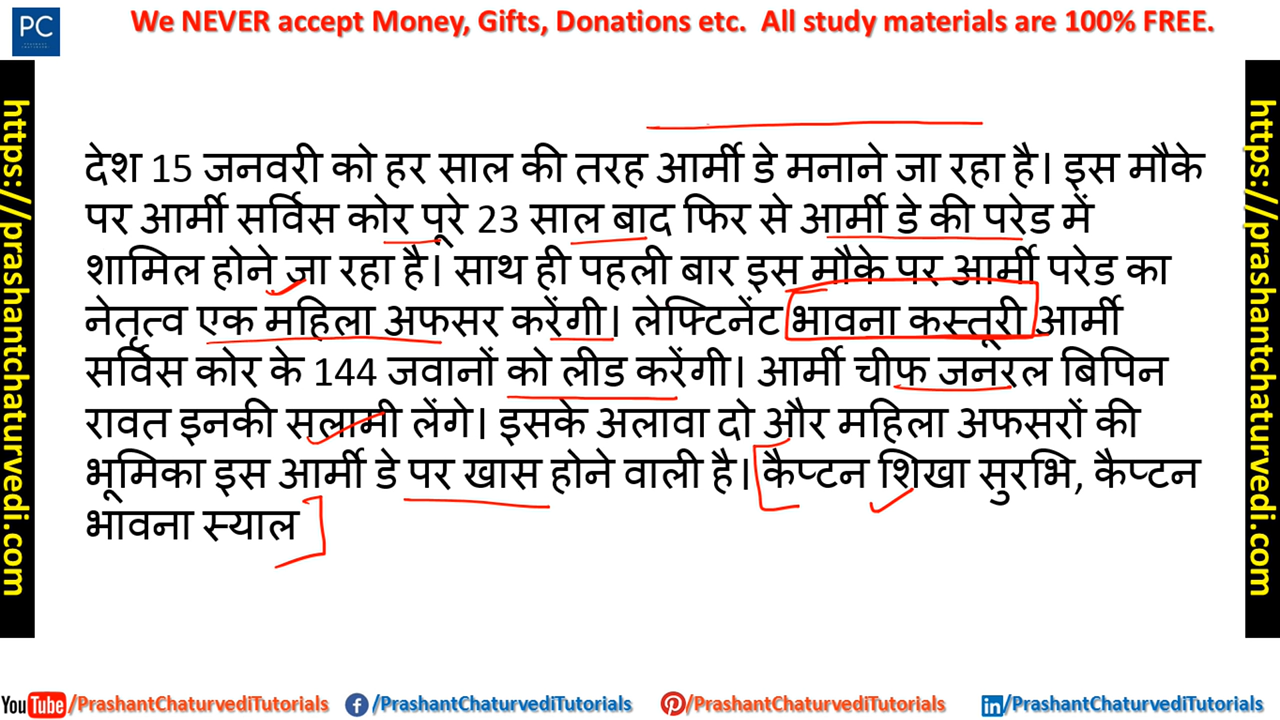 PC
We NEVER accept Money, Gifts, Donations etc. All study materials are 100% FREE.
https://prashantchaturvedi.com
देश 15 जनवरी को हर साल की तरह आर्मी डे मनाने जा रहा है। इस मौके
पर आर्मी सर्विस कोर पूरे 23 साल बाद फिर से आर्मी डे की परेड में
शामिल होने जा रहा है। साथ ही पहली बार इस मौके पर आर्मी परेड का
नेतृत्व एक महिला अफसर करेंगी। लेफ्टिनेंट भावना कस्तूरी आर्मी
सर्विस कोर के 144 जवानों को लीड करेंगी। आर्मी चीफ जनरल बिपिन
रावत इनकी सलामी लेंगे। इसके अलावा दो और महिला अफसरों की
भूमिका इस आर्मी डे पर खास होने वाली है। कैप्टन शिखा सुरभि, कैप्टन
भावना स्याल
https://prashantchaturvedi.com
YouTube/PrashantChaturvediTutorials
f/PrashantChaturvediTutorials
/PrashantChaturvediTutorials
in/PrashantChaturvediTutorials